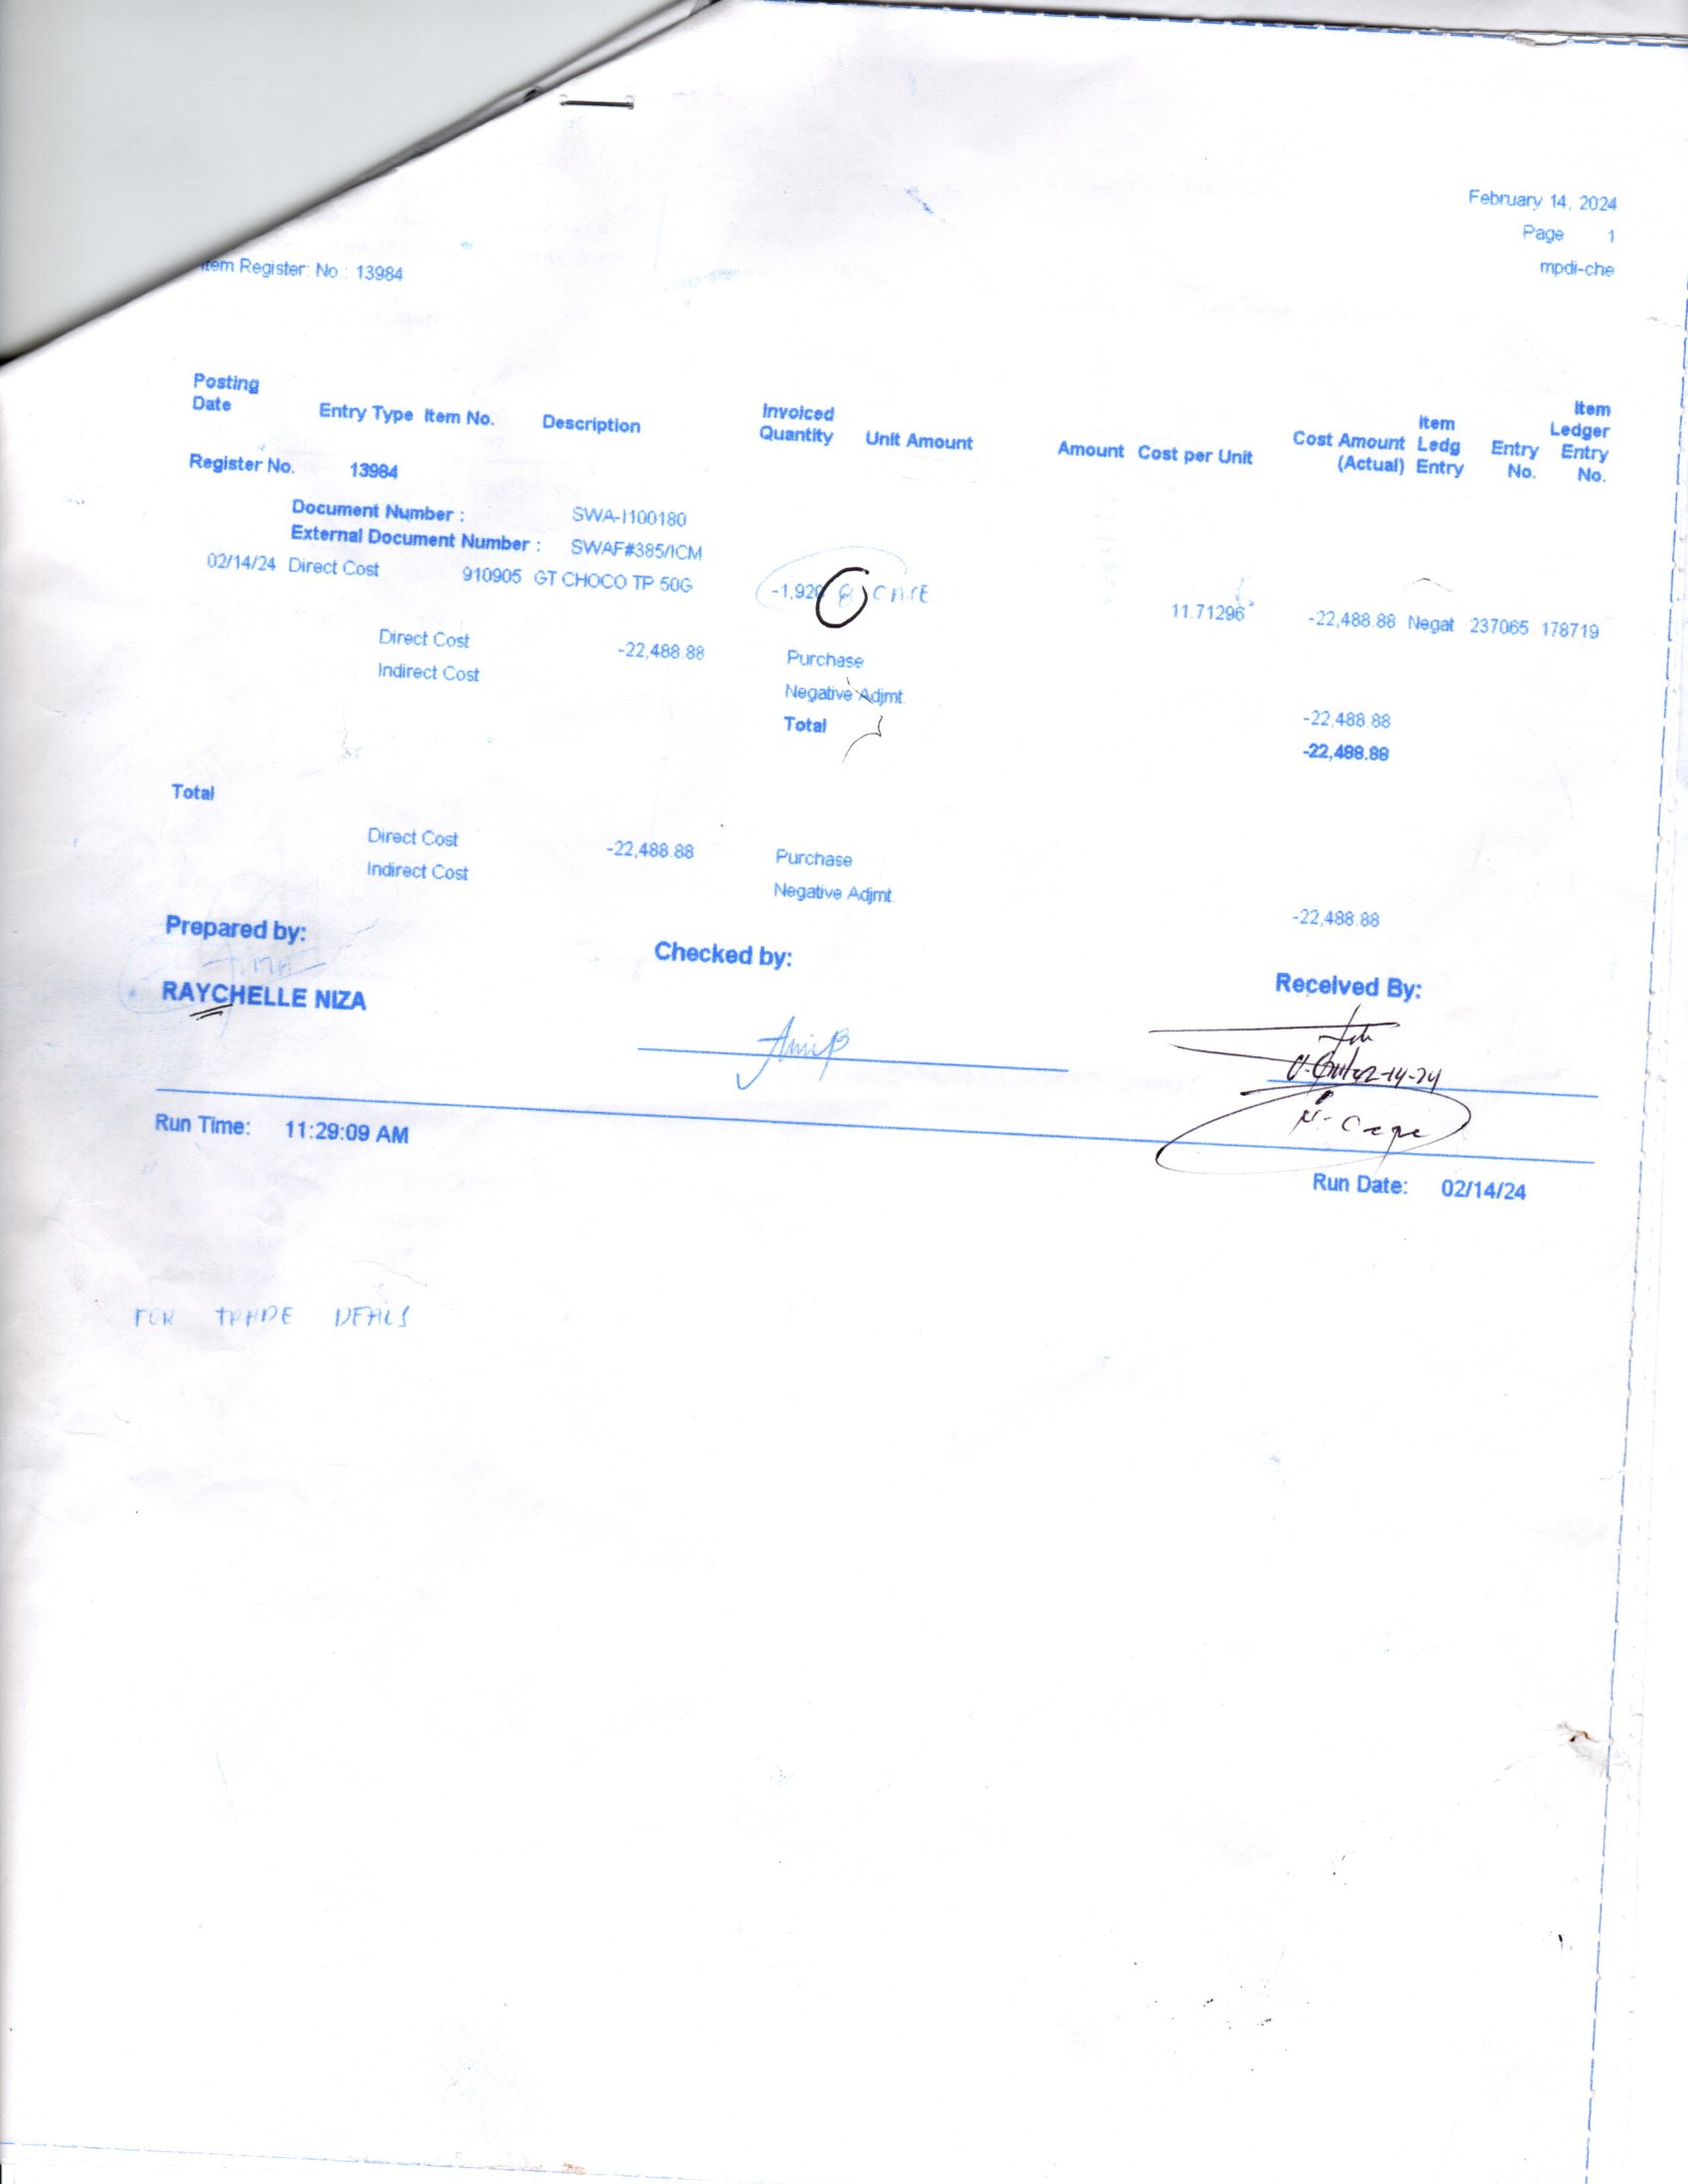 February 14, 2024
Page 1
mpdi-che
Item Register: No.: 13984
Posting Date Entry Type Item No. Description Invoiced Quantity Unit Amount Amount Cost per Unit Cost Amount (Actual) Item Ledg Entry Entry No. Item Ledger Entry No.
Register No. 13984
Document Number : SWA-I100180
External Document Number : SWAF#385/ICM
02/14/24 Direct Cost 910905 GT CHOCO TP 50G -1,920 8 CASE 11.71296 -22,488.88 Negat 237065 178719
Direct Cost -22,488.88 Purchase
Indirect Cost Negative Adjmt. -22,488.88
Total -22,488.88
Total
Direct Cost -22,488.88 Purchase
Indirect Cost Negative Adjmt. -22,488.88
Prepared by: Checked by: Received By:
RAYCHELLE NIZA
02-14-24
Run Time: 11:29:09 AM
Run Date: 02/14/24
FOR TRADE DEALS